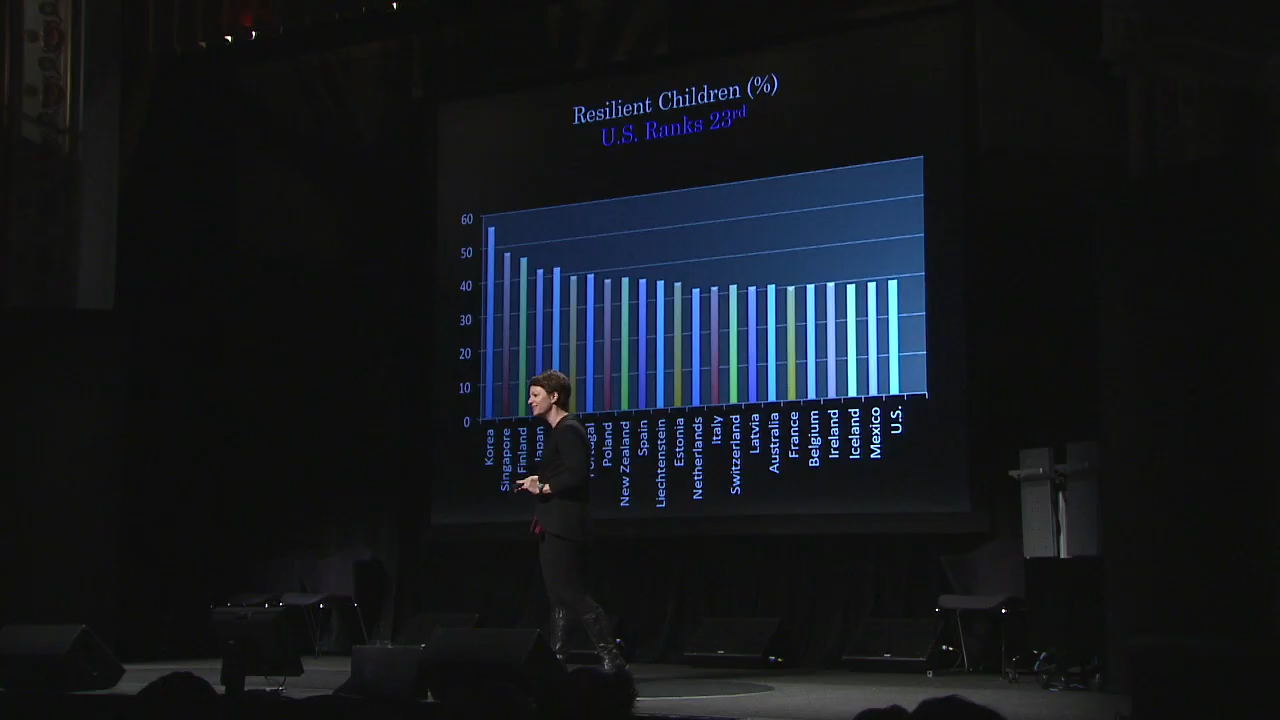 Resilient Children (%)
U.S. Ranks 23rd
60
50
40
30
20
10
0
Korea
Singapore
Finland
Japan
Poland
New Zealand
Spain
Liechtenstein
Estonia
Netherlands
Italy
Switzerland
Latvia
Australia
France
Belgium
Ireland
Iceland
Mexico
U.S.